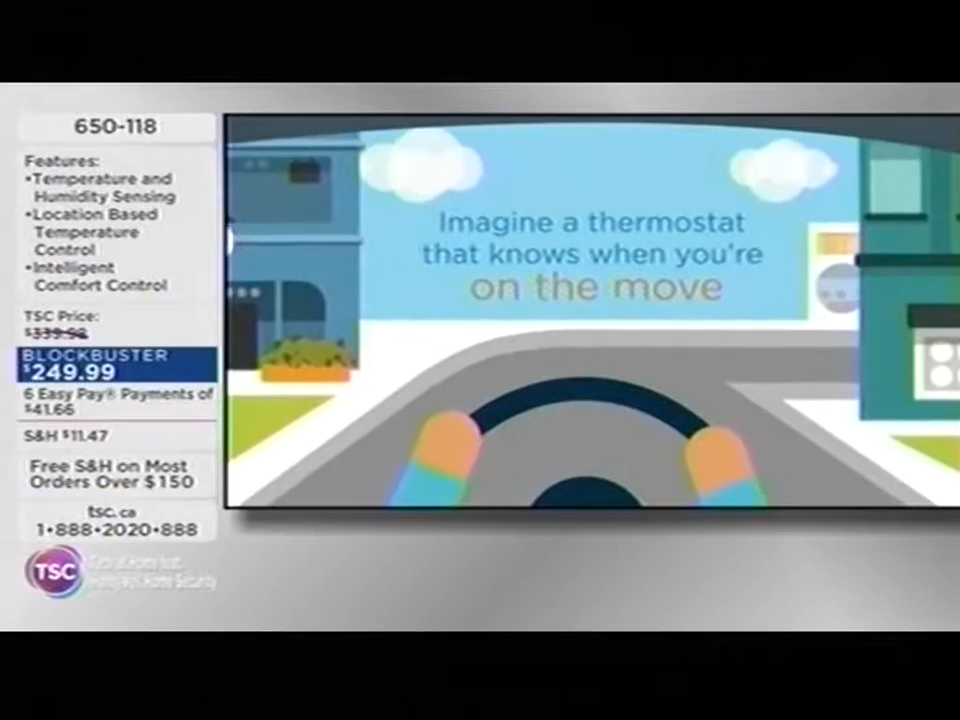 650-118
Features:
•Temperature and
Humidity Sensing
•Location Based
Temperature
Control
•Intelligent
Comfort Control
TSC Price:
$339.98
BLOCKBUSTER
$249.99
6 Easy Pay® Payments of
$41.66
S&H $11.47
Free S&H on Most
Orders Over $150
tsc.ca
1•888•2020•888
TSC
Home Security
Imagine a thermostat
that knows when you're
on the move